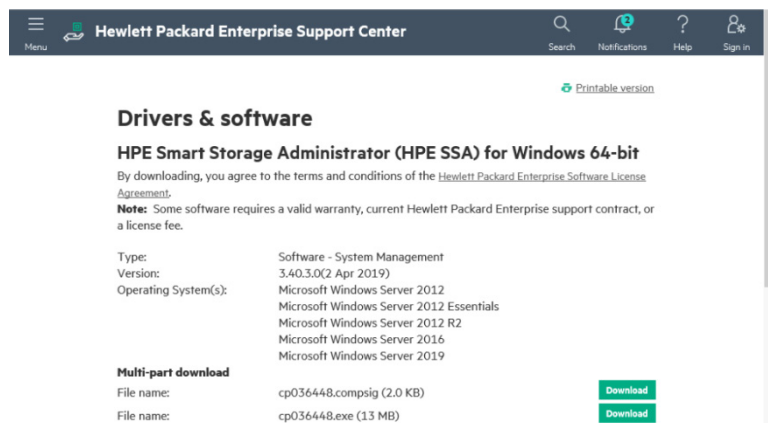 Menu
Hewlett Packard Enterprise Support Center
Search
2
Notifications
?
Help
Sign in
Printable version
Drivers & software
HPE Smart Storage Administrator (HPE SSA) for Windows 64-bit
By downloading, you agree to the terms and conditions of the Hewlett Packard Enterprise Software License
Agreement.
Note: Some software requires a valid warranty, current Hewlett Packard Enterprise support contract, or
a license fee.
Type: Software - System Management
Version: 3.40.3.0(2 Apr 2019)
Operating System(s): Microsoft Windows Server 2012
Microsoft Windows Server 2012 Essentials
Microsoft Windows Server 2012 R2
Microsoft Windows Server 2016
Microsoft Windows Server 2019
Multi-part download
File name: cp036448.compsig (2.0 KB) Download
File name: cp036448.exe (13 MB) Download